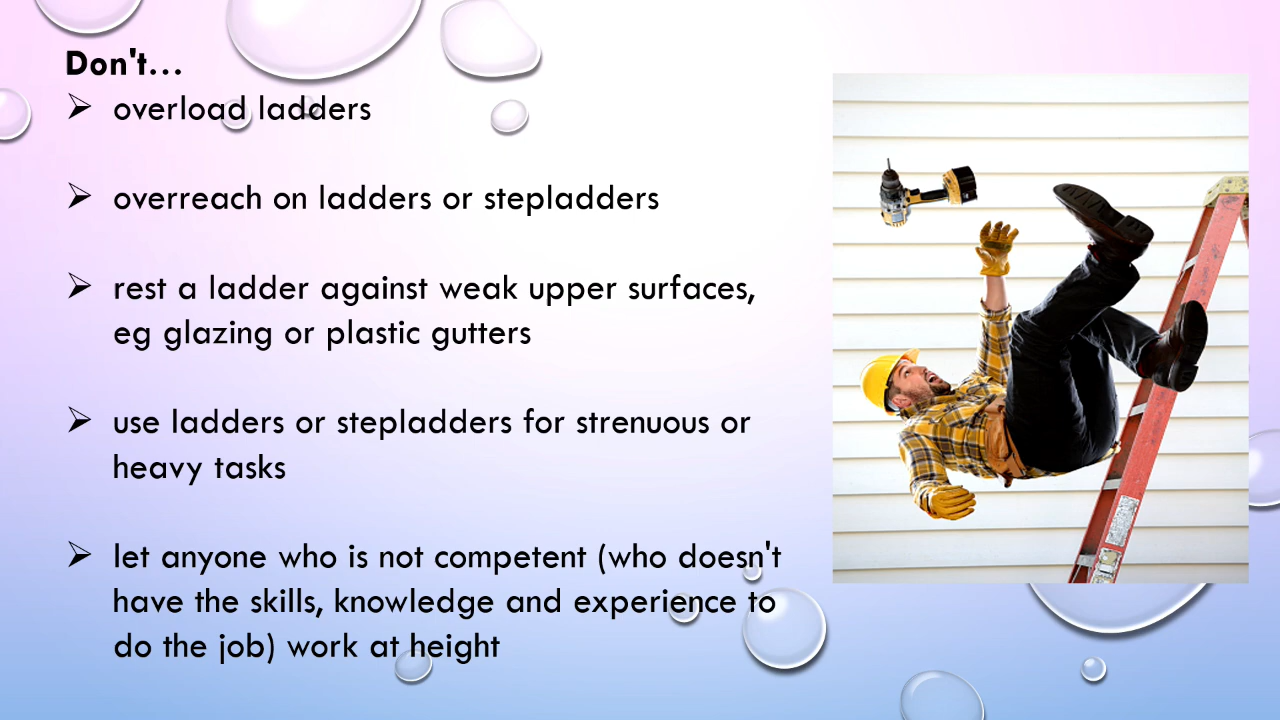 Don't...
➢ overload ladders
➢ overreach on ladders or stepladders
➢ rest a ladder against weak upper surfaces,
eg glazing or plastic gutters
➢ use ladders or stepladders for strenuous or
heavy tasks
➢ let anyone who is not competent (who doesn't
have the skills, knowledge and experience to
do the job) work at height